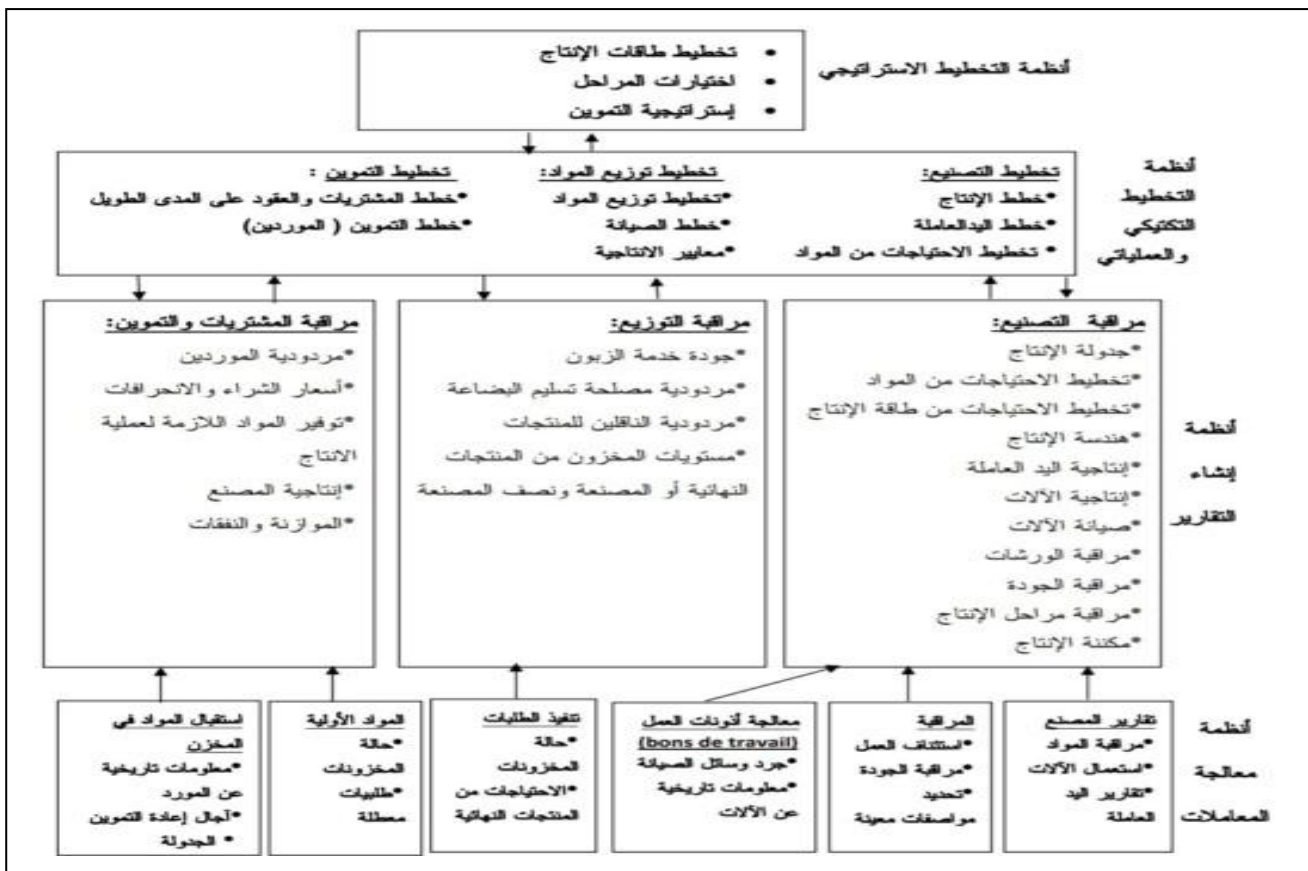 أنظمة التخطيط الاستراتيجي
• تخطيط طاقات الإنتاج
• اختيارات المراحل
• إستراتيجية التموين
أنظمة
التخطيط
التكتيكي
والعملياتي
تخطيط التصنيع:
•خطط الإنتاج
•خطط اليدالعاملة
• تخطيط الاحتياجات من المواد
تخطيط توزيع المواد:
•تخطيط توزيع المواد
•خطط الصيانة
•معايير الانتاجية
تخطيط التموين :
•خطط المشتريات والعقود على المدى الطويل
•خطط التموين ( الموردين)
أنظمة
إنشاء
التقارير
مراقبة التصنيع:
•جدولة الإنتاج
•تخطيط الاحتياجات من المواد
•تخطيط الاحتياجات من طاقة الإنتاج
•هندسة الإنتاج
•إنتاجية اليد العاملة
•إنتاجية الآلات
•صيانة الآلات
•مراقبة الورشات
•مراقبة الجودة
•مراقبة مراحل الإنتاج
•مكننة الإنتاج
مراقبة التوزيع:
•جودة خدمة الزبون
•مردودية مصلحة تسليم البضاعة
•مردودية الناقلين للمنتجات
•مستويات المخزون من المنتجات
النهائية أو المصنعة ونصف المصنعة
مراقبة المشتريات والتموين:
•مردودية الموردين
•أسعار الشراء والانحرافات
•توفير المواد اللازمة لعملية
الانتاج
•إنتاجية المصنع
•الموازنة والنفقات
أنظمة
معالجة
المعاملات
تقارير المصنع
•مراقبة المواد
•استعمال الآلات
•تقارير اليد
العاملة
المراقبة
•استئناف العمل
•مراقبة الجودة
•تحديد
مواصفات معينة
معالجة أذونات العمل
(bons de travail)
•جرد وسائل الصيانة
•معلومات تاريخية
عن الآلات
تنفيذ الطلبات
•حالة
المخزونات
•الاحتياجات من
المنتجات النهائية
المواد الأولية
•حالة
المخزونات
•طلبيات
معطلة
استقبال المواد في
المخزن
•معلومات تاريخية
عن المورد
•آجال إعادة التموين
• الجدولة